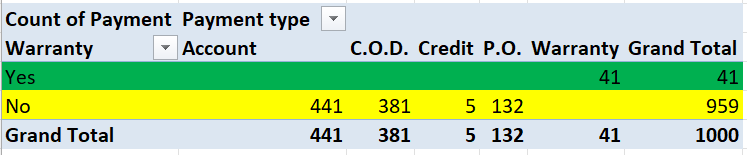 Count of Payment Payment type
Warranty Account C.O.D. Credit P.O. Warranty Grand Total
Yes 41 41
No 441 381 5 132 959
Grand Total 441 381 5 132 41 1000